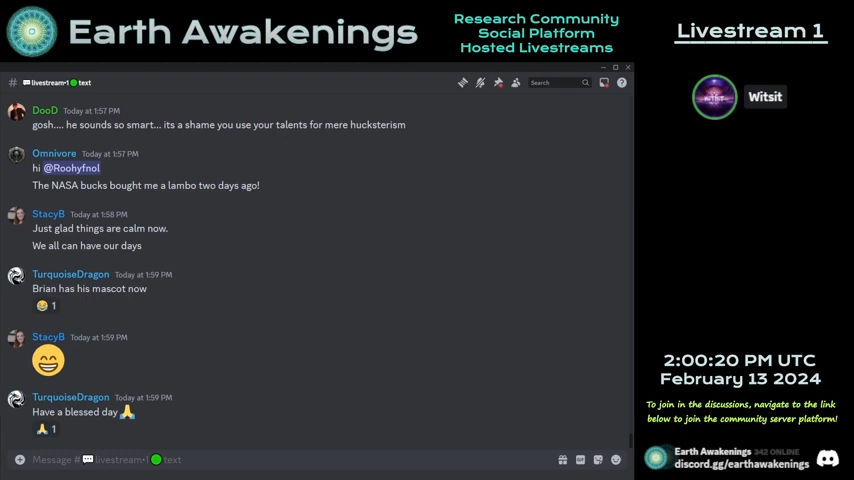 Earth Awakenings
Research Community
Social Platform
Hosted Livestreams
Livestream 1
# livestream-1 text
Search
DooD Today at 1:57 PM
gosh.... he sounds so smart... its a shame you use your talents for mere hucksterism
Omnivore Today at 1:57 PM
hi @Roohyfnol
The NASA bucks bought me a lambo two days ago!
StacyB Today at 1:58 PM
Just glad things are calm now.
We all can have our days
TurquoiseDragon Today at 1:59 PM
Brian has his mascot now
😂 1
StacyB Today at 1:59 PM
😁
TurquoiseDragon Today at 1:59 PM
Have a blessed day 🙏
🙏 1
Message # 💬livestream-1🟢text
GIF
WITSIT
Witsit
2:00:20 PM UTC
February 13 2024
To join in the discussions, navigate to the link
below to join the community server platform!
Earth Awakenings 342 ONLINE
discord.gg/earthawakenings